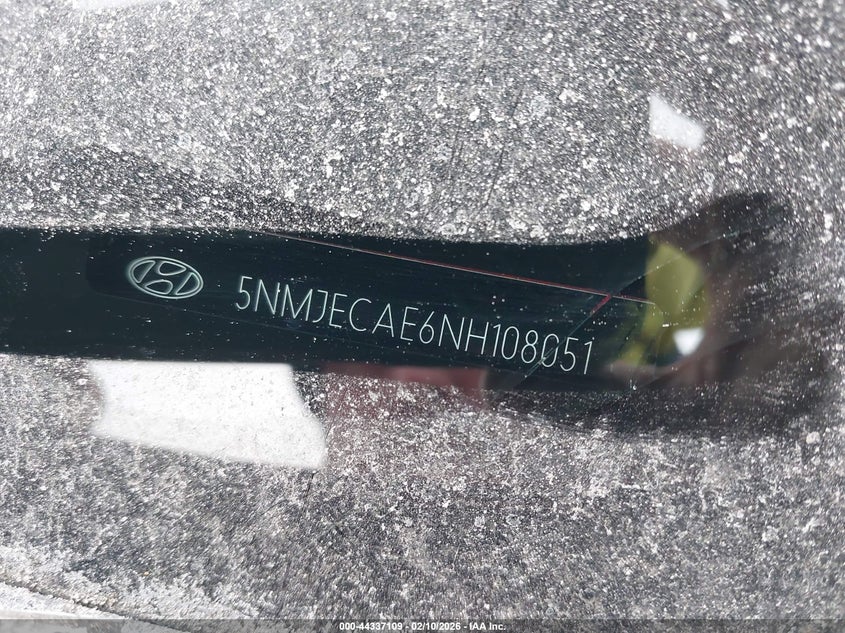 5NMJECAE6NH108051
000-44337109 - 02/10/2026 - IAA Inc.